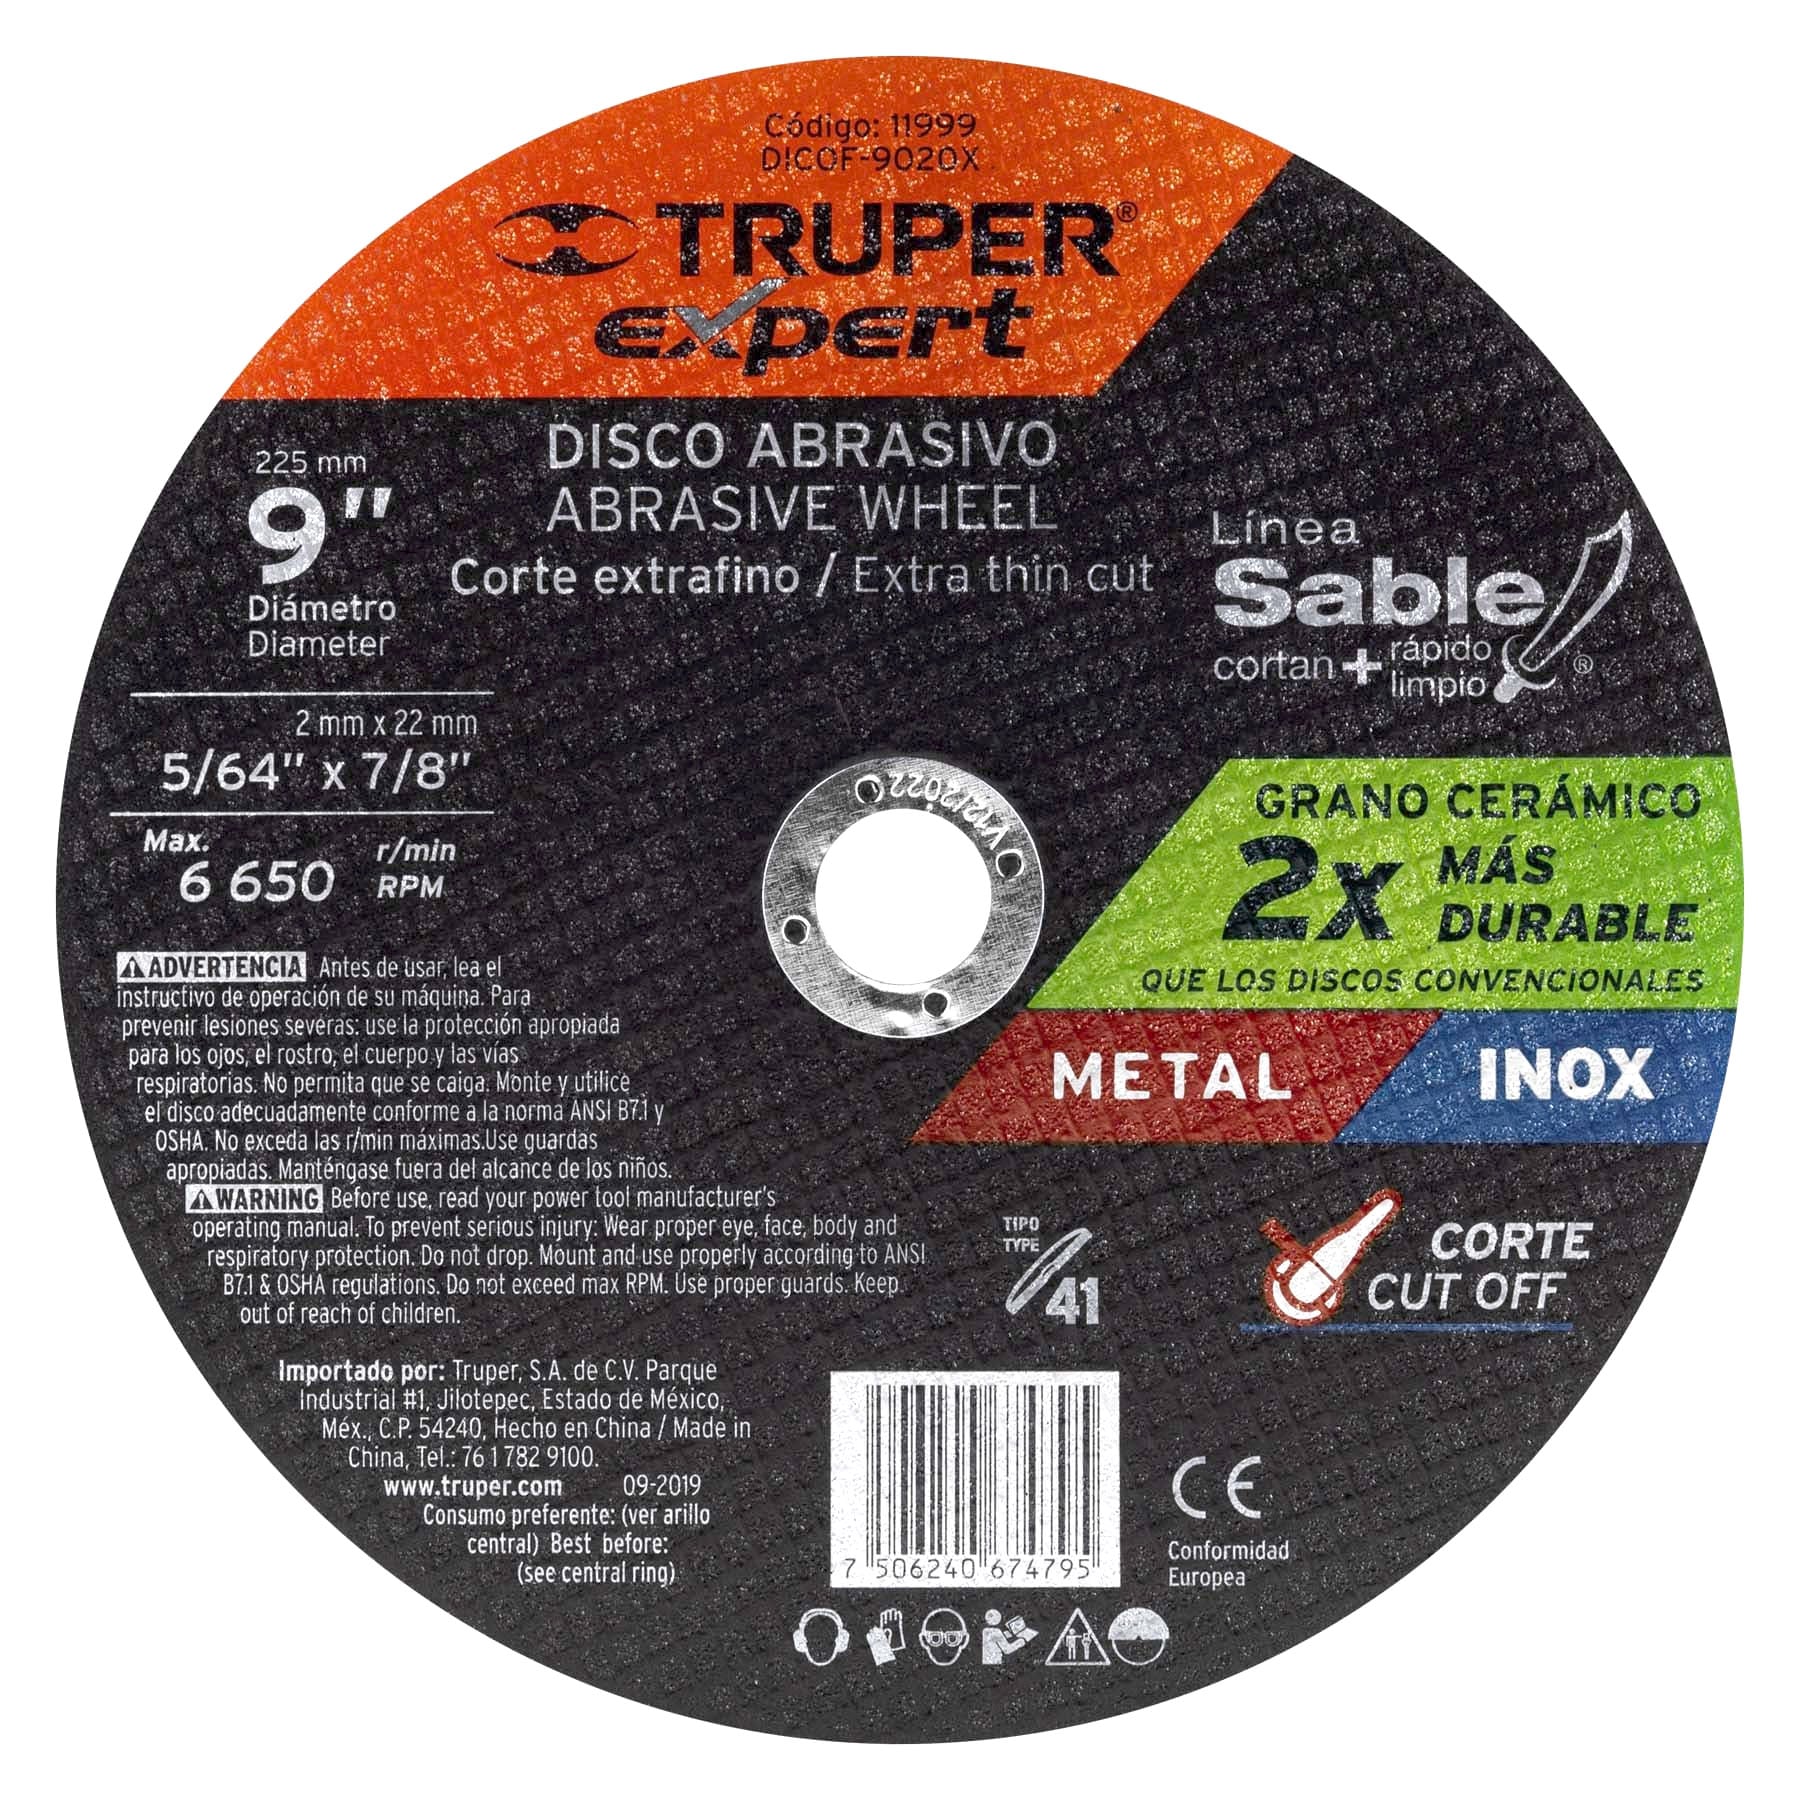 Código: 11999
DICOF-9020X
TRUPER®
expert
DISCO ABRASIVO
ABRASIVE WHEEL
Corte extrafino / Extra thin cut
225 mm
9"
Diámetro
Diameter
2 mm x 22 mm
5/64" x 7/8"
Max.
6 650
r/min
RPM
Línea
Sable
cortan +
rápido
limpio
®
V12/2022
GRANO CERÁMICO
2x MÁS
DURABLE
QUE LOS DISCOS CONVENCIONALES
METAL
INOX
ADVERTENCIA Antes de usar, lea el
instructivo de operación de su máquina. Para
prevenir lesiones severas: use la protección apropiada
para los ojos, el rostro, el cuerpo y las vías
respiratorias. No permita que se caiga. Monte y utilice
el disco adecuadamente conforme a la norma ANSI B7.1 y
OSHA. No exceda las r/min máximas.Use guardas
apropiadas. Manténgase fuera del alcance de los niños.
WARNING Before use, read your power tool manufacturer's
operating manual. To prevent serious injury: Wear proper eye, face, body and
respiratory protection. Do not drop. Mount and use properly according to ANSI
B7.1 & OSHA regulations. Do not exceed max RPM. Use proper guards. Keep
out of reach of children.
TIPO
TYPE
41
CORTE
CUT OFF
Importado por: Truper, S.A. de C.V. Parque
Industrial #1, Jilotepec, Estado de México,
Méx., C.P. 54240, Hecho en China / Made in
China, Tel.: 76 1 782 9100.
www.truper.com 09-2019
Consumo preferente: (ver arillo
central) Best before:
(see central ring)
7 506240 674795
CE
Conformidad
Europea